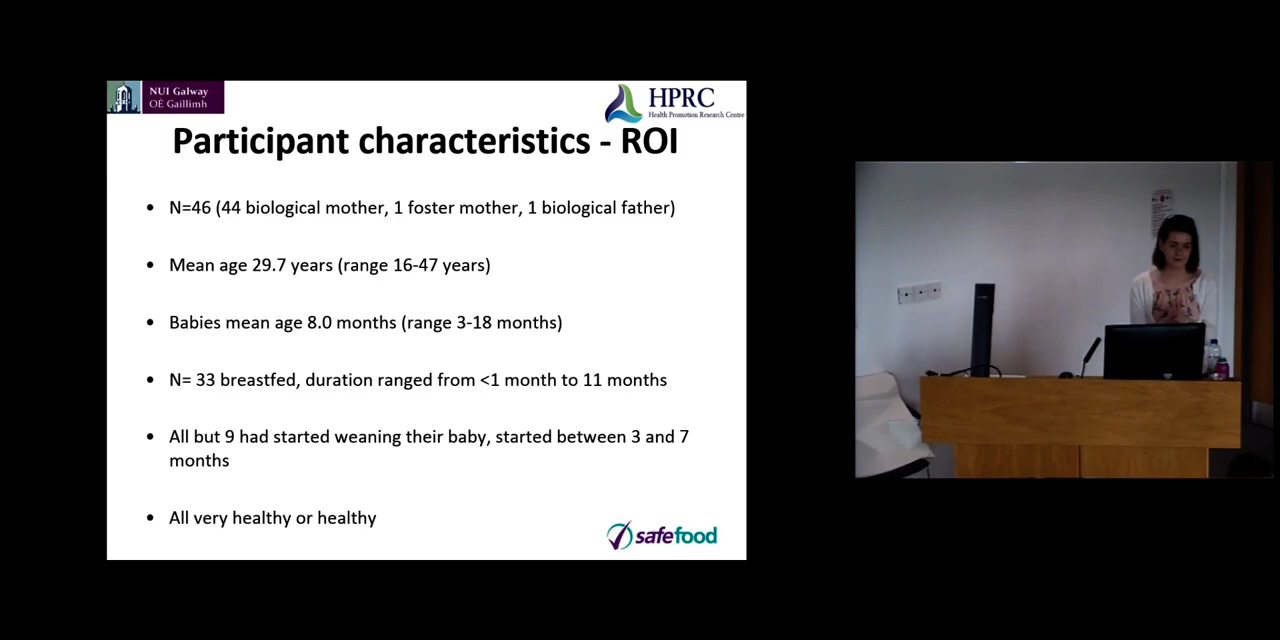 NUI Galway
OÉ Gaillimh
HPRC
Health Promotion Research Centre
Participant characteristics - ROI
• N=46 (44 biological mother, 1 foster mother, 1 biological father)
• Mean age 29.7 years (range 16-47 years)
• Babies mean age 8.0 months (range 3-18 months)
• N= 33 breastfed, duration ranged from <1 month to 11 months
• All but 9 had started weaning their baby, started between 3 and 7
months
• All very healthy or healthy
safefood